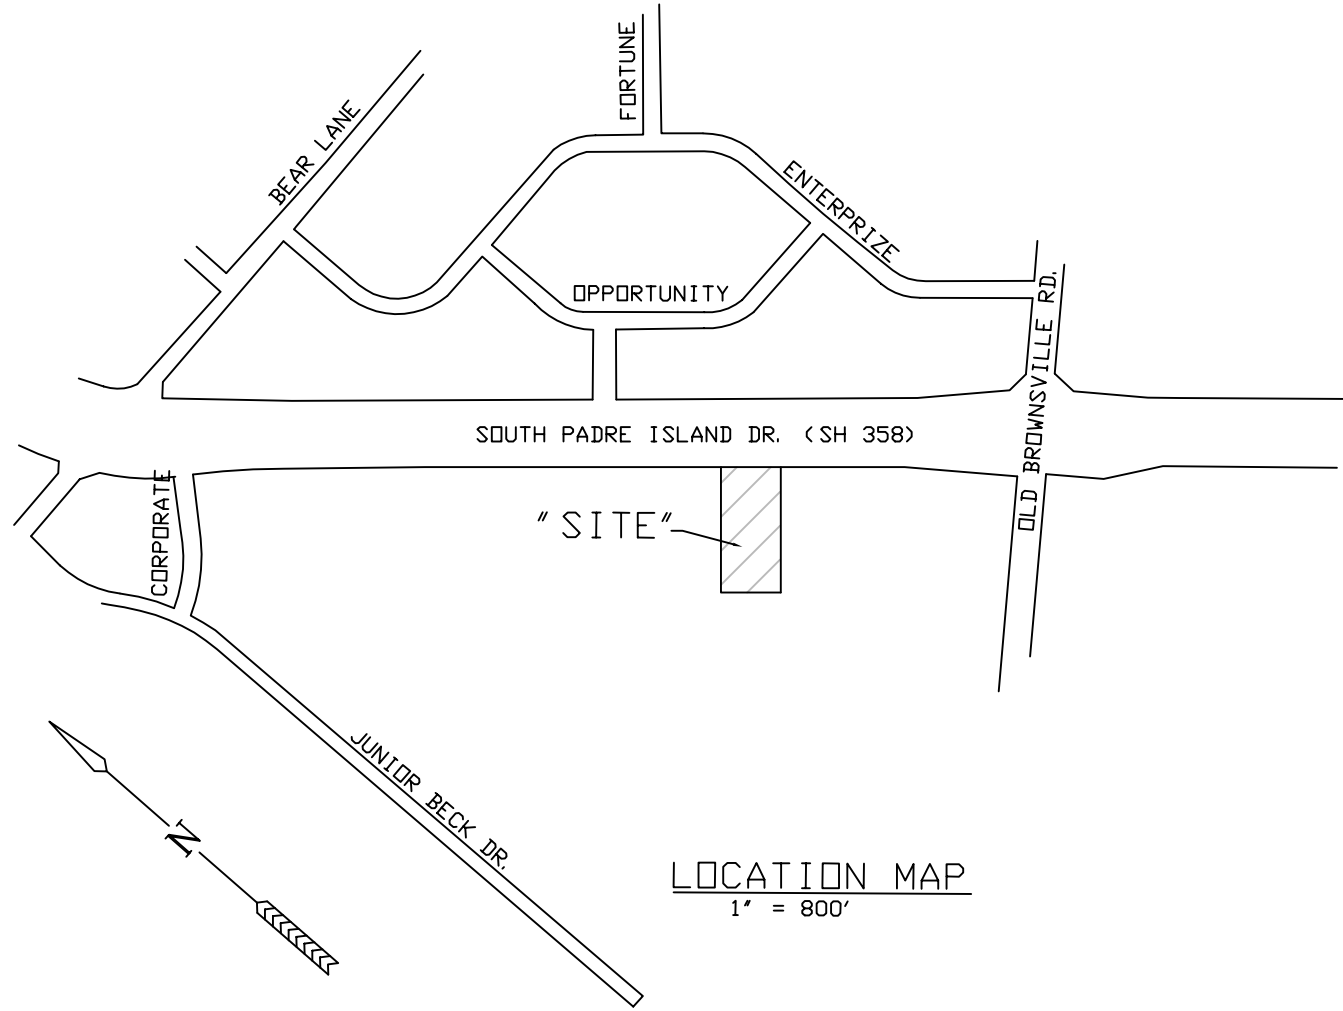 FORTUNE
BEAR LANE
ENTERPRIZE
OPPORTUNITY
OLD BROWNSVILLE RD.
SOUTH PADRE ISLAND DR. (SH 358)
CORPORATE
"SITE"
JUNIOR BECK DR.
N
LOCATION MAP
1" = 800'